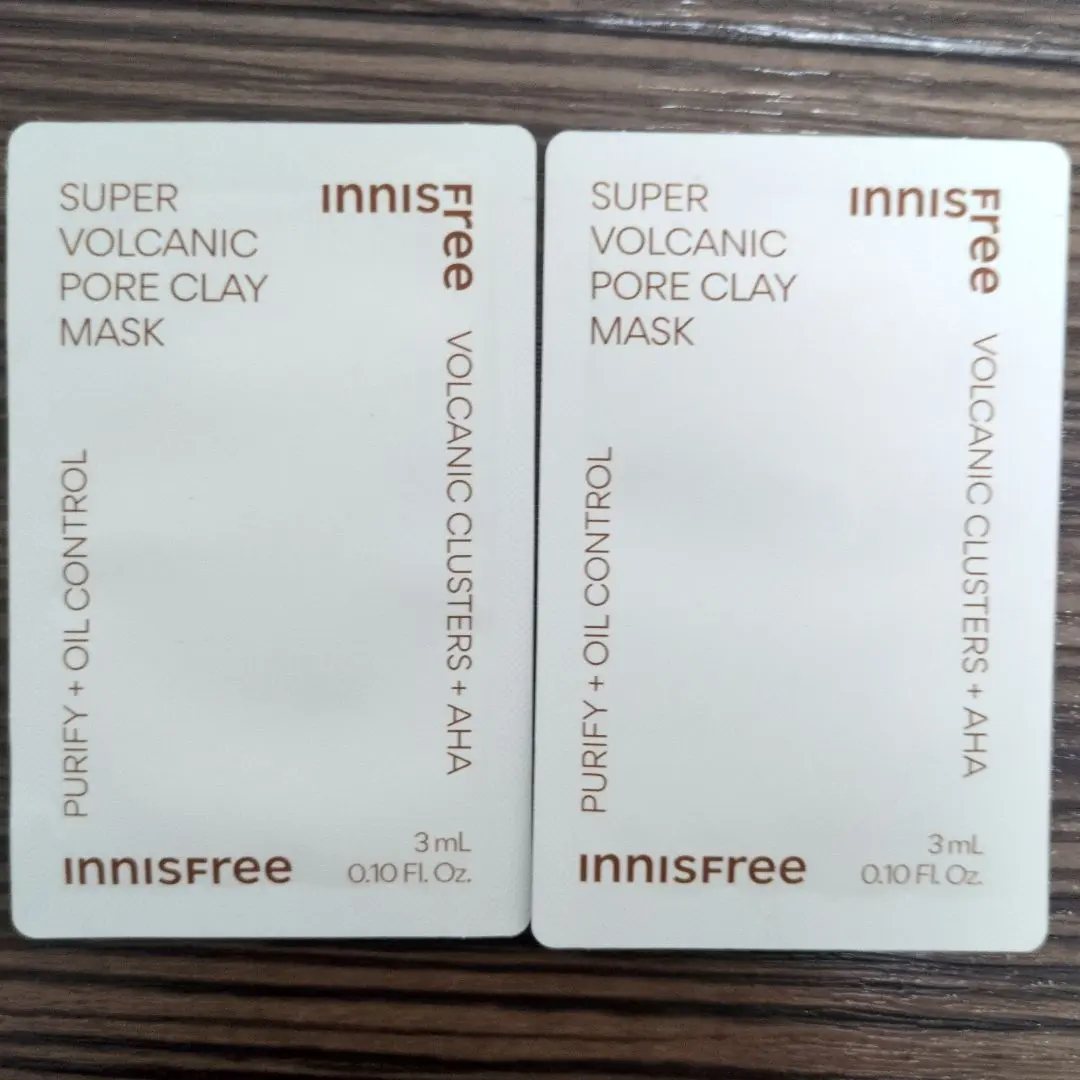 SUPER
VOLCANIC
PORE CLAY
MASK
INNISFree
VOLCANIC CLUSTERS + AHA
PURIFY + OIL CONTROL
INNISFree
3 mL
0.10 Fl. Oz.
SUPER
VOLCANIC
PORE CLAY
MASK
INNISFree
VOLCANIC CLUSTERS + AHA
PURIFY + OIL CONTROL
INNISFree
3 mL
0.10 Fl. Oz.